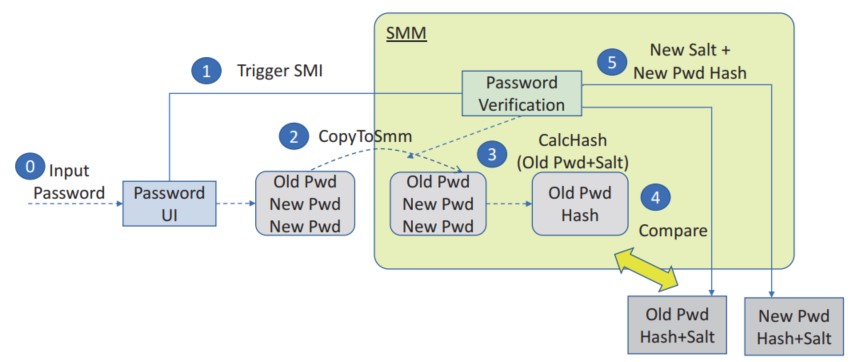 SMM
1
Trigger SMI
5
New Salt +
New Pwd Hash
Password
Verification
2
CopyToSmm
3
CalcHash
(Old Pwd+Salt)
0
Input
Password
Password
UI
Old Pwd
New Pwd
New Pwd
Old Pwd
New Pwd
New Pwd
Old Pwd
Hash
4
Compare
Old Pwd
Hash+Salt
New Pwd
Hash+Salt